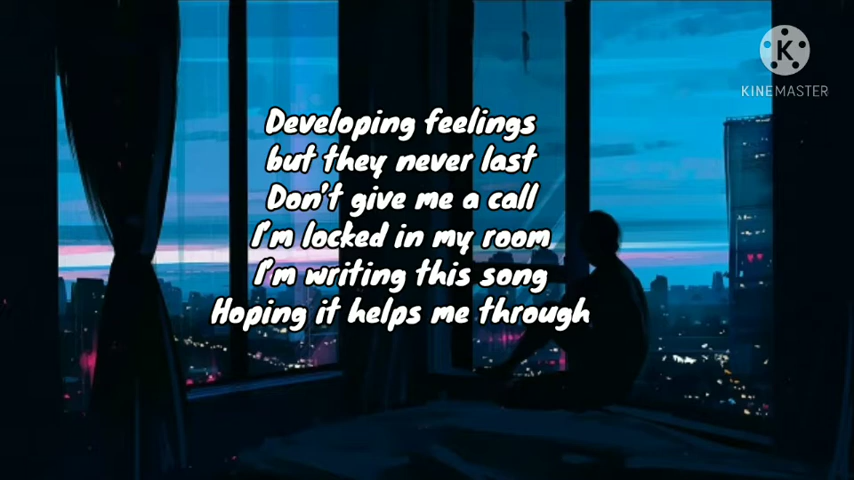 KINEMASTER
Developing feelings
but they never last
Don't give me a call
I'm locked in my room
I'm writing this song
Hoping it helps me through